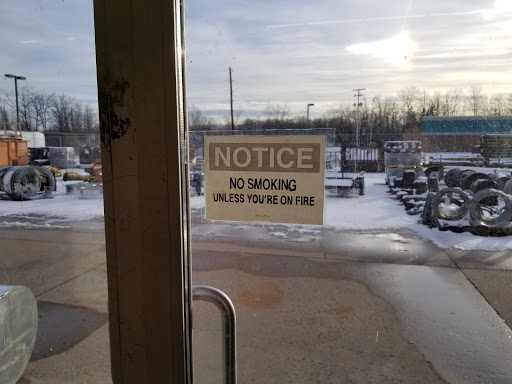 NOTICE
NO SMOKING
UNLESS YOU'RE ON FIRE